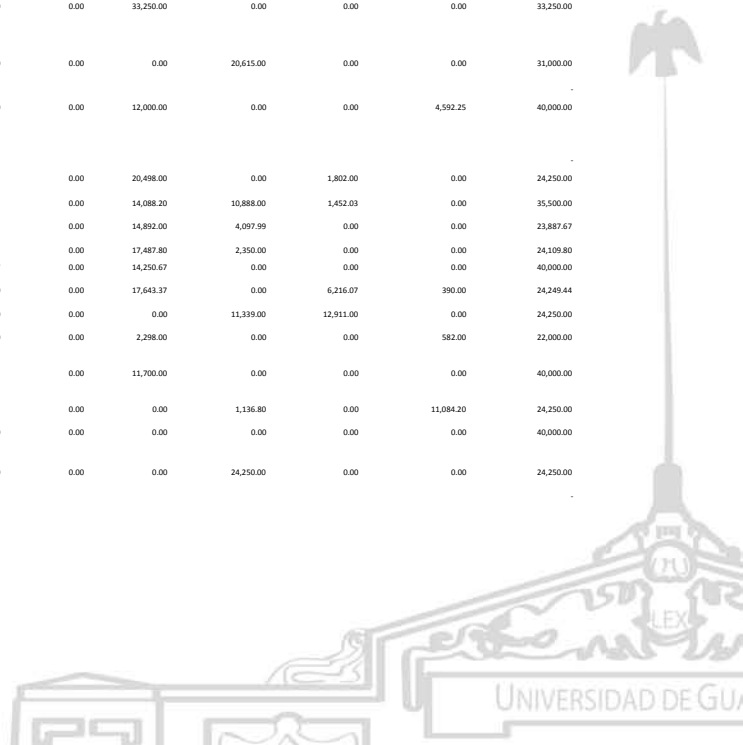 0.00 33,250.00 0.00 0.00 0.00 33,250.00
0.00 0.00 20,615.00 0.00 0.00 31,000.00
-
0.00 12,000.00 0.00 0.00 4,592.25 40,000.00
-
0.00 20,498.00 0.00 1,802.00 0.00 24,250.00
0.00 14,088.20 10,888.00 1,452.03 0.00 35,500.00
0.00 14,892.00 4,097.99 0.00 0.00 23,887.67
0.00 17,487.80 2,350.00 0.00 0.00 24,109.80
0.00 14,250.67 0.00 0.00 0.00 40,000.00
0.00 17,643.37 0.00 6,216.07 390.00 24,249.44
0.00 0.00 11,339.00 12,911.00 0.00 24,250.00
0.00 2,298.00 0.00 0.00 582.00 22,000.00
0.00 11,700.00 0.00 0.00 0.00 40,000.00
0.00 0.00 1,136.80 0.00 11,084.20 24,250.00
0.00 0.00 0.00 0.00 0.00 40,000.00
0.00 0.00 24,250.00 0.00 0.00 24,250.00
-
LEX
UNIVERSIDAD DE GUA